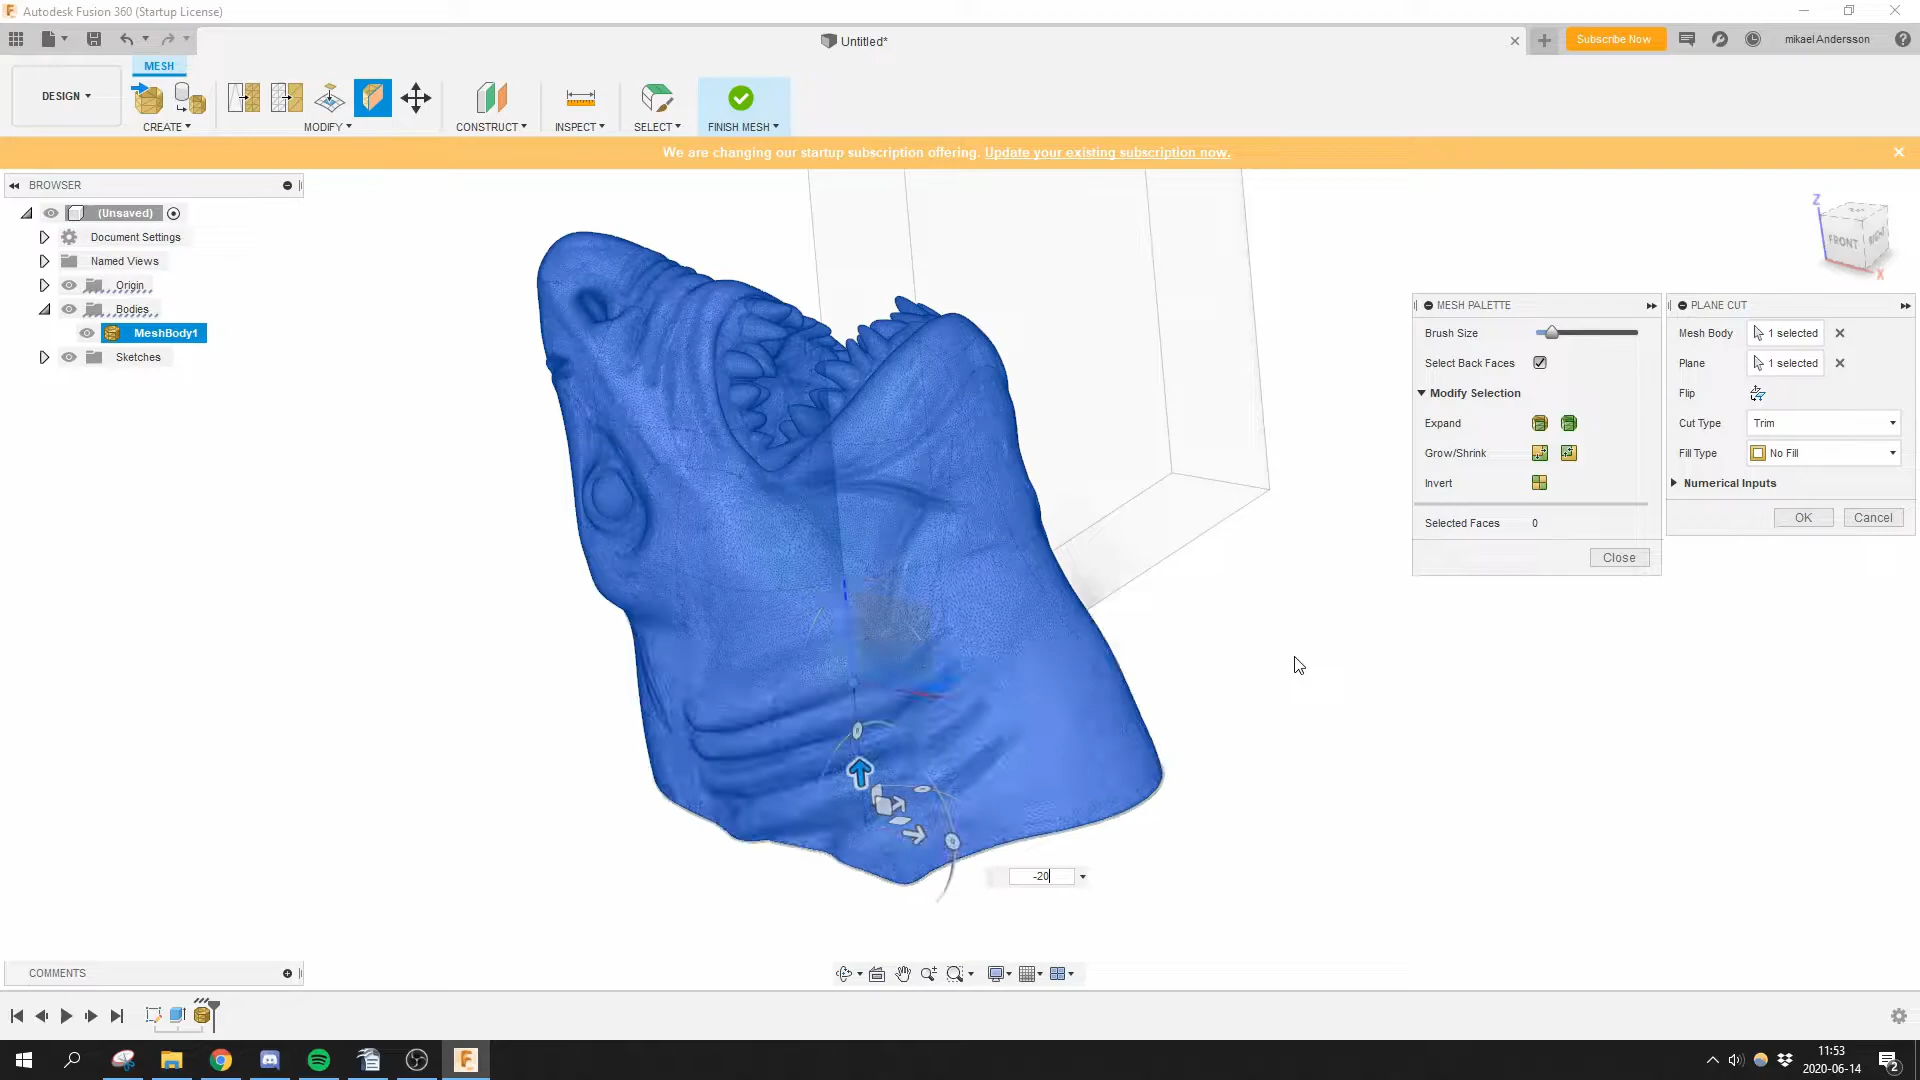 Autodesk Fusion 360 (Startup License)
Untitled*
Subscribe Now
mikael Andersson
MESH
DESIGN
CREATE
MODIFY
CONSTRUCT
INSPECT
SELECT
FINISH MESH
We are changing our startup subscription offering. Update your existing subscription now.
BROWSER
(Unsaved)
Document Settings
Named Views
Origin
Bodies
MeshBody1
Sketches
Z
FRONT
RIGHT
X
MESH PALETTE
Brush Size
Select Back Faces
Modify Selection
Expand
Grow/Shrink
Invert
Selected Faces 0
Close
PLANE CUT
Mesh Body 1 selected
Plane 1 selected
Flip
Cut Type Trim
Fill Type No Fill
Numerical Inputs
OK Cancel
-20
COMMENTS
11:53
2020-06-14
2